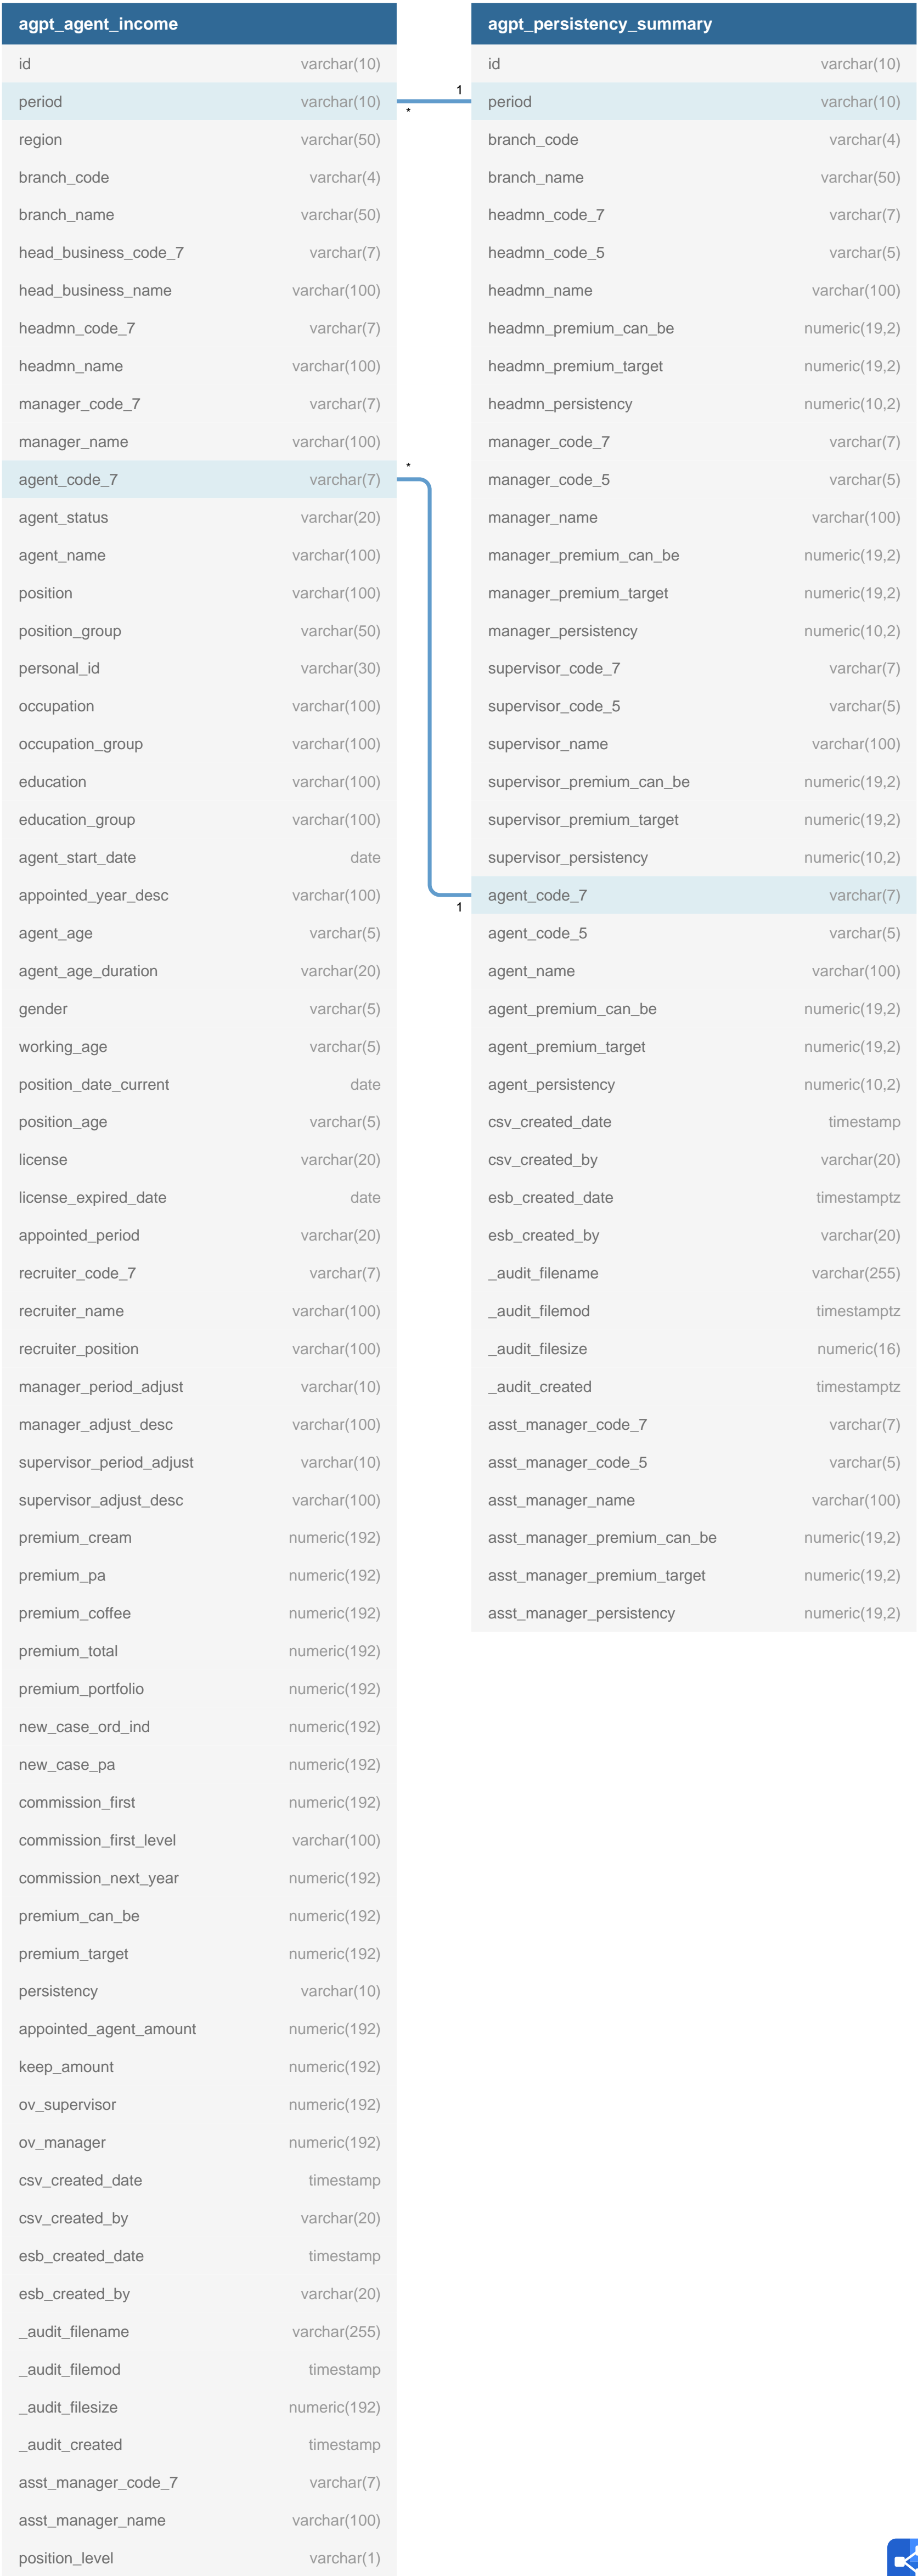 agpt_agent_income
id varchar(10)
period varchar(10)
region varchar(50)
branch_code varchar(4)
branch_name varchar(50)
head_business_code_7 varchar(7)
head_business_name varchar(100)
headmn_code_7 varchar(7)
headmn_name varchar(100)
manager_code_7 varchar(7)
manager_name varchar(100)
agent_code_7 varchar(7)
agent_status varchar(20)
agent_name varchar(100)
position varchar(100)
position_group varchar(50)
personal_id varchar(30)
occupation varchar(100)
occupation_group varchar(100)
education varchar(100)
education_group varchar(100)
agent_start_date date
appointed_year_desc varchar(100)
agent_age varchar(5)
agent_age_duration varchar(20)
gender varchar(5)
working_age varchar(5)
position_date_current date
position_age varchar(5)
license varchar(20)
license_expired_date date
appointed_period varchar(20)
recruiter_code_7 varchar(7)
recruiter_name varchar(100)
recruiter_position varchar(100)
manager_period_adjust varchar(10)
manager_adjust_desc varchar(100)
supervisor_period_adjust varchar(10)
supervisor_adjust_desc varchar(100)
premium_cream numeric(192)
premium_pa numeric(192)
premium_coffee numeric(192)
premium_total numeric(192)
premium_portfolio numeric(192)
new_case_ord_ind numeric(192)
new_case_pa numeric(192)
commission_first numeric(192)
commission_first_level varchar(100)
commission_next_year numeric(192)
premium_can_be numeric(192)
premium_target numeric(192)
persistency varchar(10)
appointed_agent_amount numeric(192)
keep_amount numeric(192)
ov_supervisor numeric(192)
ov_manager numeric(192)
csv_created_date timestamp
csv_created_by varchar(20)
esb_created_date timestamp
esb_created_by varchar(20)
_audit_filename varchar(255)
_audit_filemod timestamp
_audit_filesize numeric(192)
_audit_created timestamp
asst_manager_code_7 varchar(7)
asst_manager_name varchar(100)
position_level varchar(1)
1
*
*
1
agpt_persistency_summary
id varchar(10)
period varchar(10)
branch_code varchar(4)
branch_name varchar(50)
headmn_code_7 varchar(7)
headmn_code_5 varchar(5)
headmn_name varchar(100)
headmn_premium_can_be numeric(19,2)
headmn_premium_target numeric(19,2)
headmn_persistency numeric(10,2)
manager_code_7 varchar(7)
manager_code_5 varchar(5)
manager_name varchar(100)
manager_premium_can_be numeric(19,2)
manager_premium_target numeric(19,2)
manager_persistency numeric(10,2)
supervisor_code_7 varchar(7)
supervisor_code_5 varchar(5)
supervisor_name varchar(100)
supervisor_premium_can_be numeric(19,2)
supervisor_premium_target numeric(19,2)
supervisor_persistency numeric(10,2)
agent_code_7 varchar(7)
agent_code_5 varchar(5)
agent_name varchar(100)
agent_premium_can_be numeric(19,2)
agent_premium_target numeric(19,2)
agent_persistency numeric(10,2)
csv_created_date timestamp
csv_created_by varchar(20)
esb_created_date timestamptz
esb_created_by varchar(20)
_audit_filename varchar(255)
_audit_filemod timestamptz
_audit_filesize numeric(16)
_audit_created timestamptz
asst_manager_code_7 varchar(7)
asst_manager_code_5 varchar(5)
asst_manager_name varchar(100)
asst_manager_premium_can_be numeric(19,2)
asst_manager_premium_target numeric(19,2)
asst_manager_persistency numeric(19,2)